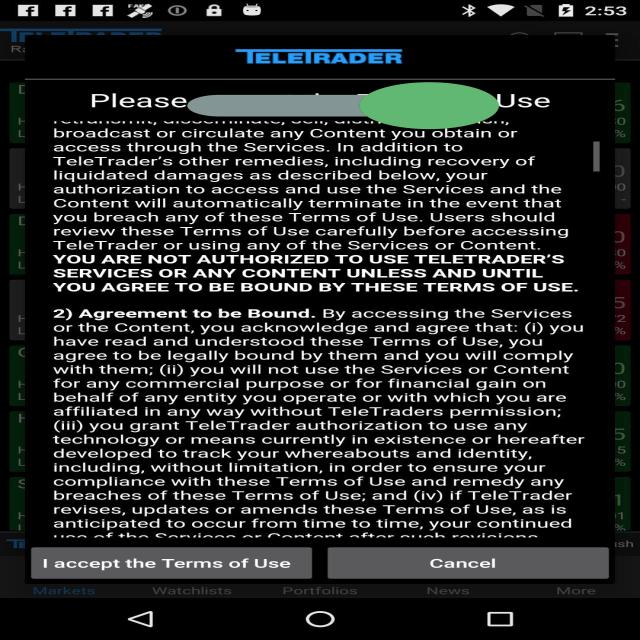 2:53
TELETRADER
Please Use
broadcast or circulate any Content you obtain or
access through the Services. In addition to
TeleTrader's other remedies, including recovery of
liquidated damages as described below, your
authorization to access and use the Services and the
Content will automatically terminate in the event that
you breach any of these Terms of Use. Users should
review these Terms of Use carefully before accessing
TeleTrader or using any of the Services or Content.
YOU ARE NOT AUTHORIZED TO USE TELETRADER'S
SERVICES OR ANY CONTENT UNLESS AND UNTIL
YOU AGREE TO BE BOUND BY THESE TERMS OF USE.
2) Agreement to be Bound. By accessing the Services
or the Content, you acknowledge and agree that: (i) you
have read and understood these Terms of Use, you
agree to be legally bound by them and you will comply
with them; (ii) you will not use the Services or Content
for any commercial purpose or for financial gain on
behalf of any entity you operate or with which you are
affiliated in any way without TeleTraders permission;
(iii) you grant TeleTrader authorization to use any
technology or means currently in existence or hereafter
developed to track your whereabouts and identity,
including, without limitation, in order to ensure your
compliance with these Terms of Use and remedy any
breaches of these Terms of Use; and (iv) if TeleTrader
revises, updates or amends these Terms of Use, as is
anticipated to occur from time to time, your continued
use of the Services or Content after such revisions
I accept the Terms of Use Cancel
Markets Watchlists Portfolios News More